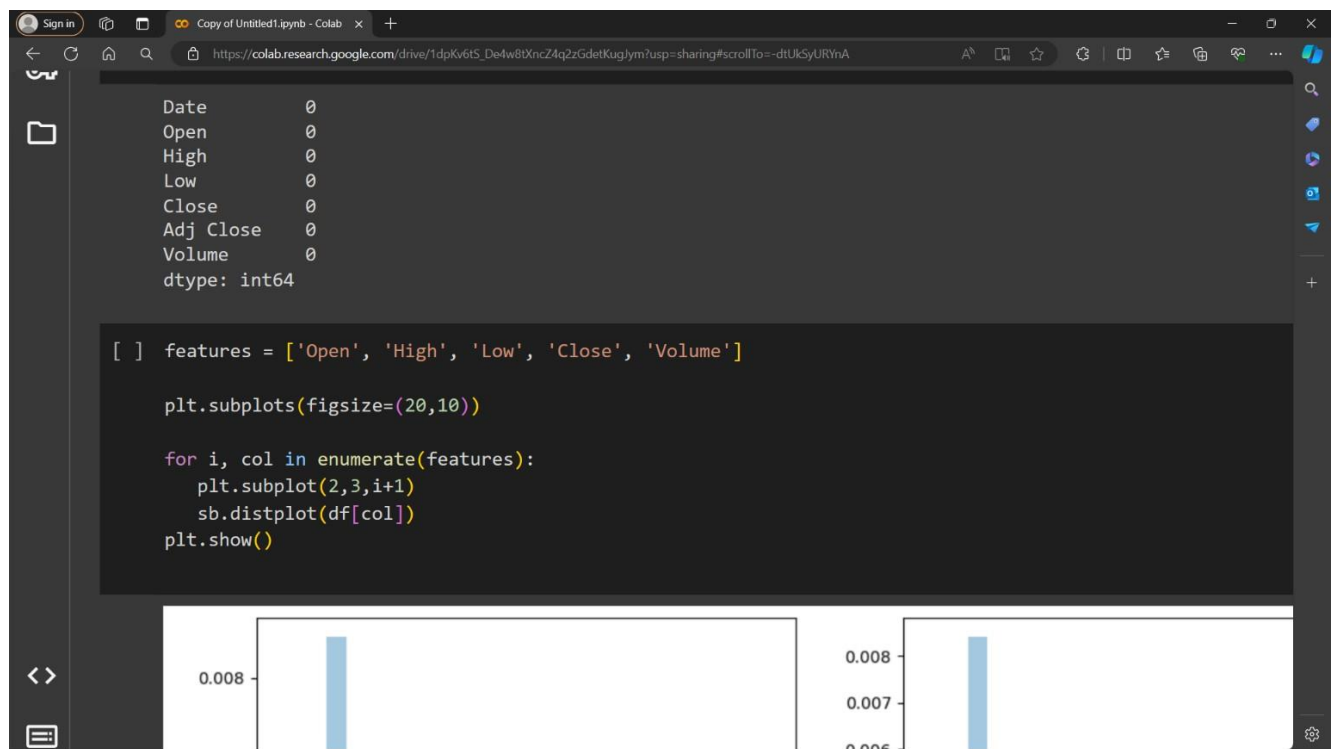 Sign in
Copy of Untitled1.ipynb - Colab
https://colab.research.google.com/drive/1dpKv6tS_De4w8tXncZ4q2zGdetKugJym?usp=sharing#scrollTo=-dtUkSyURYnA
Date 0
Open 0
High 0
Low 0
Close 0
Adj Close 0
Volume 0
dtype: int64
[ ] features = ['Open', 'High', 'Low', 'Close', 'Volume']
plt.subplots(figsize=(20,10))
for i, col in enumerate(features):
plt.subplot(2,3,i+1)
sb.distplot(df[col])
plt.show()
0.008
0.008
0.007
0.006